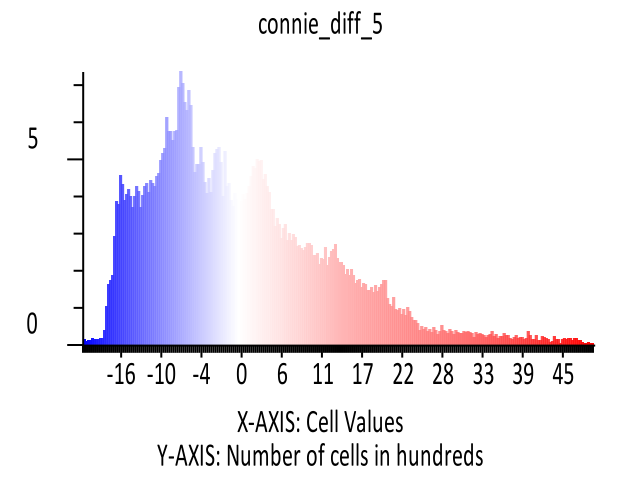 connie_diff_5
5
0
-16 -10 -4 0 6 11 17 22 28 33 39 45
X-AXIS: Cell Values
Y-AXIS: Number of cells in hundreds